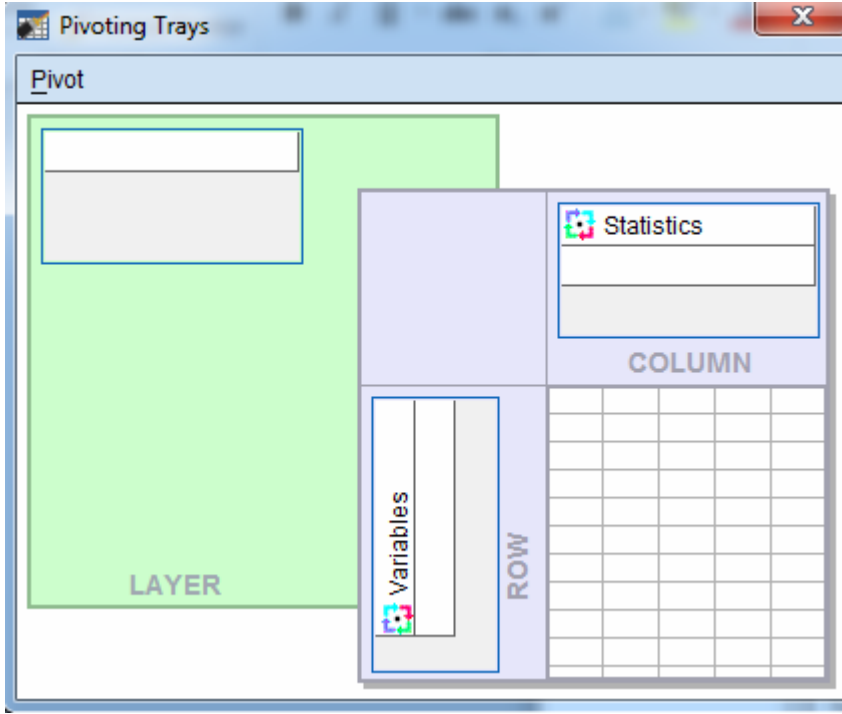 Pivoting Trays
Pivot
Statistics
COLUMN
Variables
ROW
LAYER